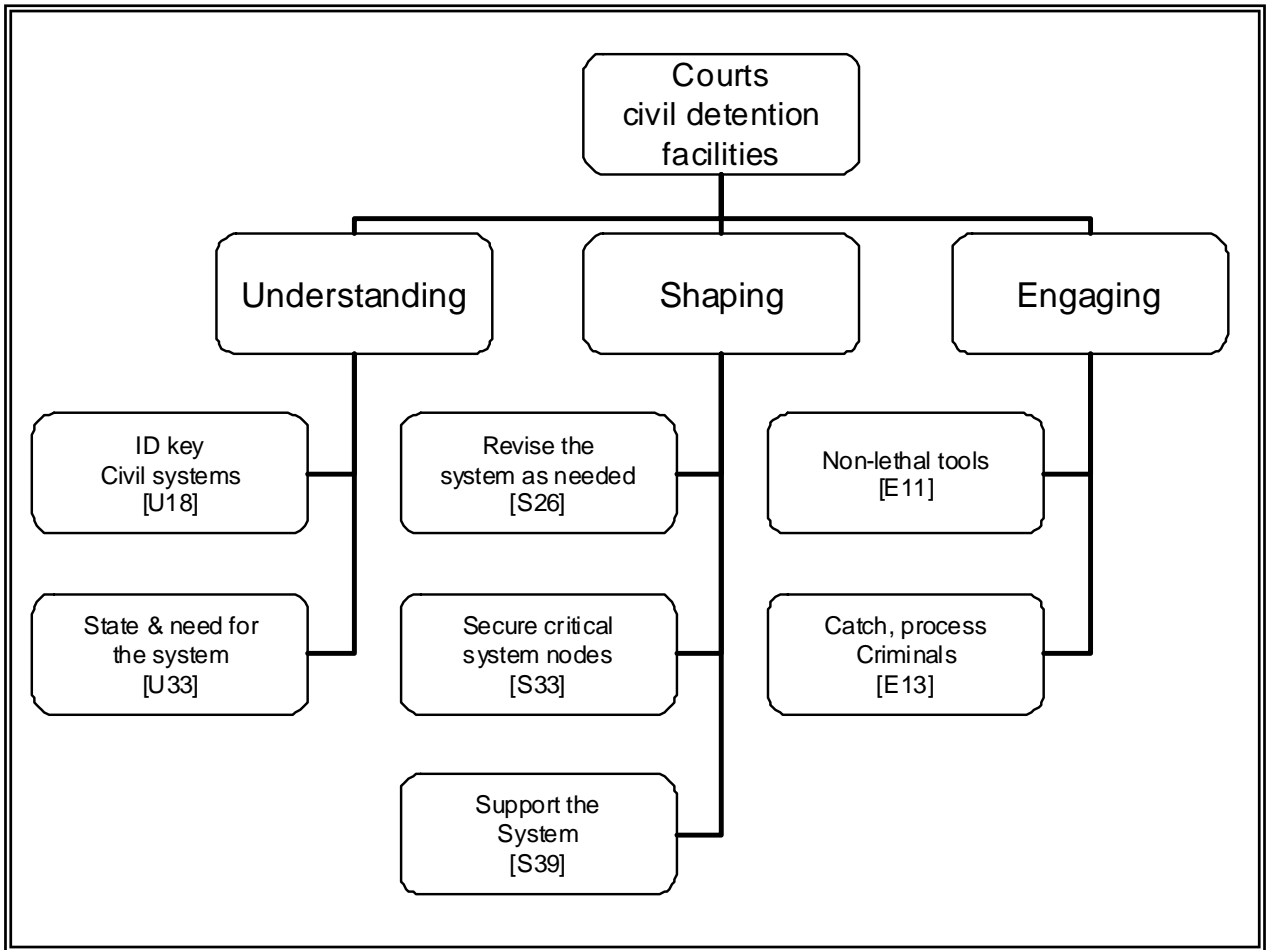 Courts
civil detention
facilities
Understanding
Shaping
Engaging
ID key
Civil systems
[U18]
Revise the
system as needed
[S26]
Non-lethal tools
[E11]
State & need for
the system
[U33]
Secure critical
system nodes
[S33]
Catch, process
Criminals
[E13]
Support the
System
[S39]